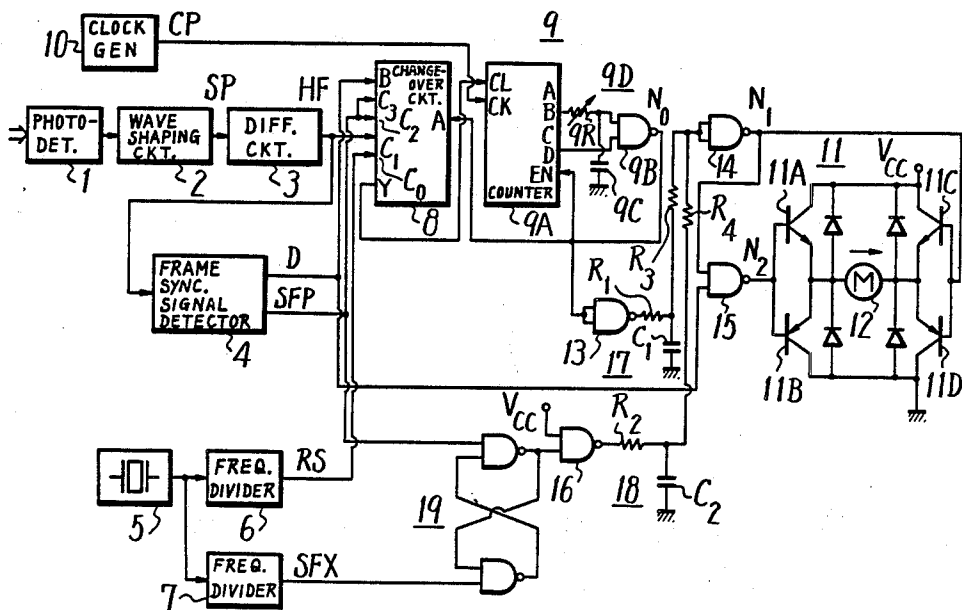 10 CLOCK GEN CP
9
SP HF
1 PHOTO-DET.
2 WAVE SHAPING CKT.
3 DIFF. CKT.
B CHANGE-OVER CKT. A
C3 C2
C1 C0
Y
8
CL CK A B C D EN COUNTER
9A
9R 9D
9B
9C
N0 N1
14
R3 R4
11
11A VCC 11C
N2
15
M
12
11B 11D
FRAME SYNC. SIGNAL DETECTOR
4
D
SFP
R1
13 17 C1
VCC R2
16 18 C2
19
5
FREQ. DIVIDER RS
6
FREQ. DIVIDER SFX
7